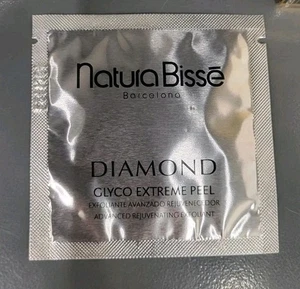 Natura Bissé
Barcelona
DIAMOND
GLYCO EXTREME PEEL
EXFOLIANTE AVANZADO REJUVENECEDOR
ADVANCED REJUVENATING EXFOLIANT